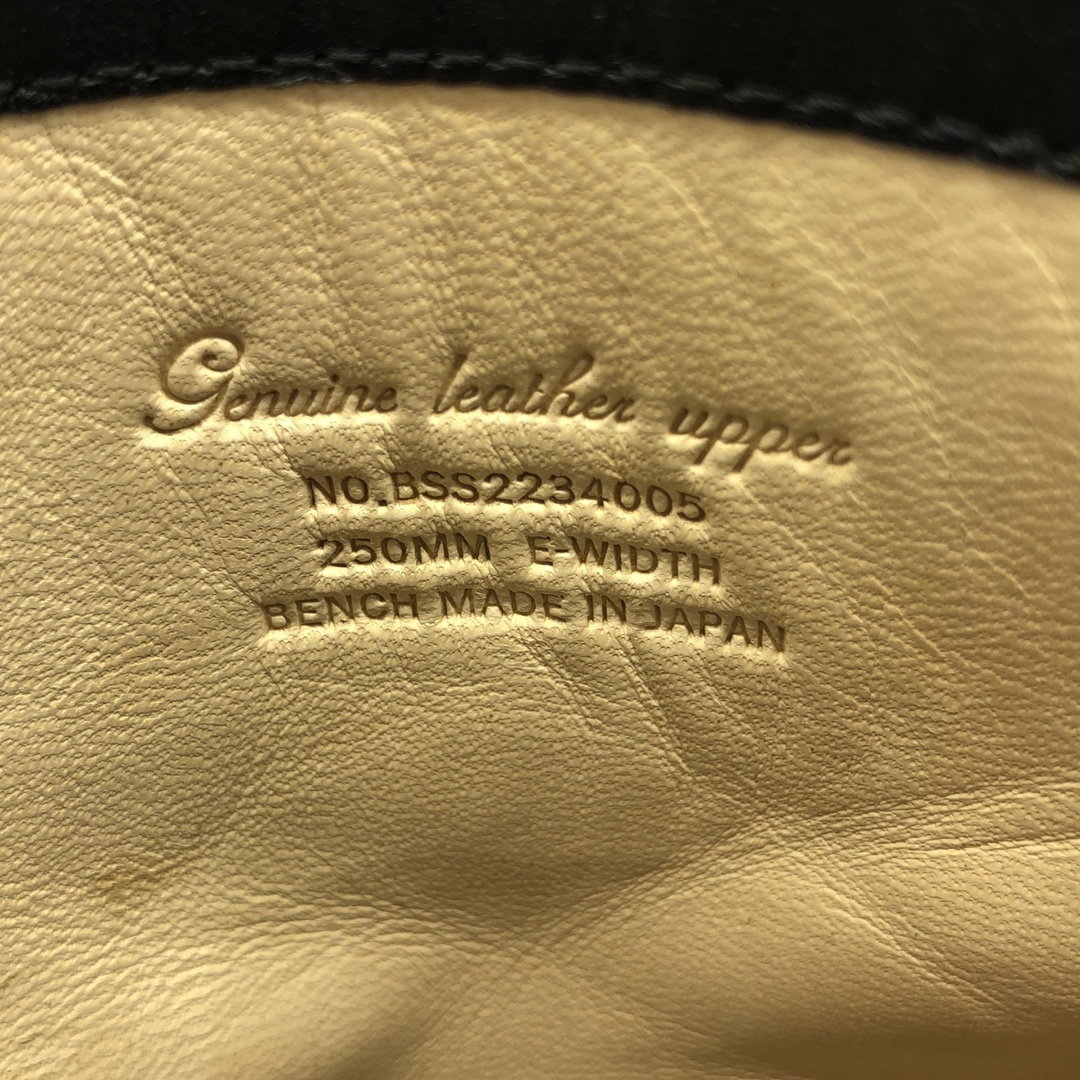 Genuine leather upper
NO.BSS2234005
250MM E-WIDTH
BENCH MADE IN JAPAN